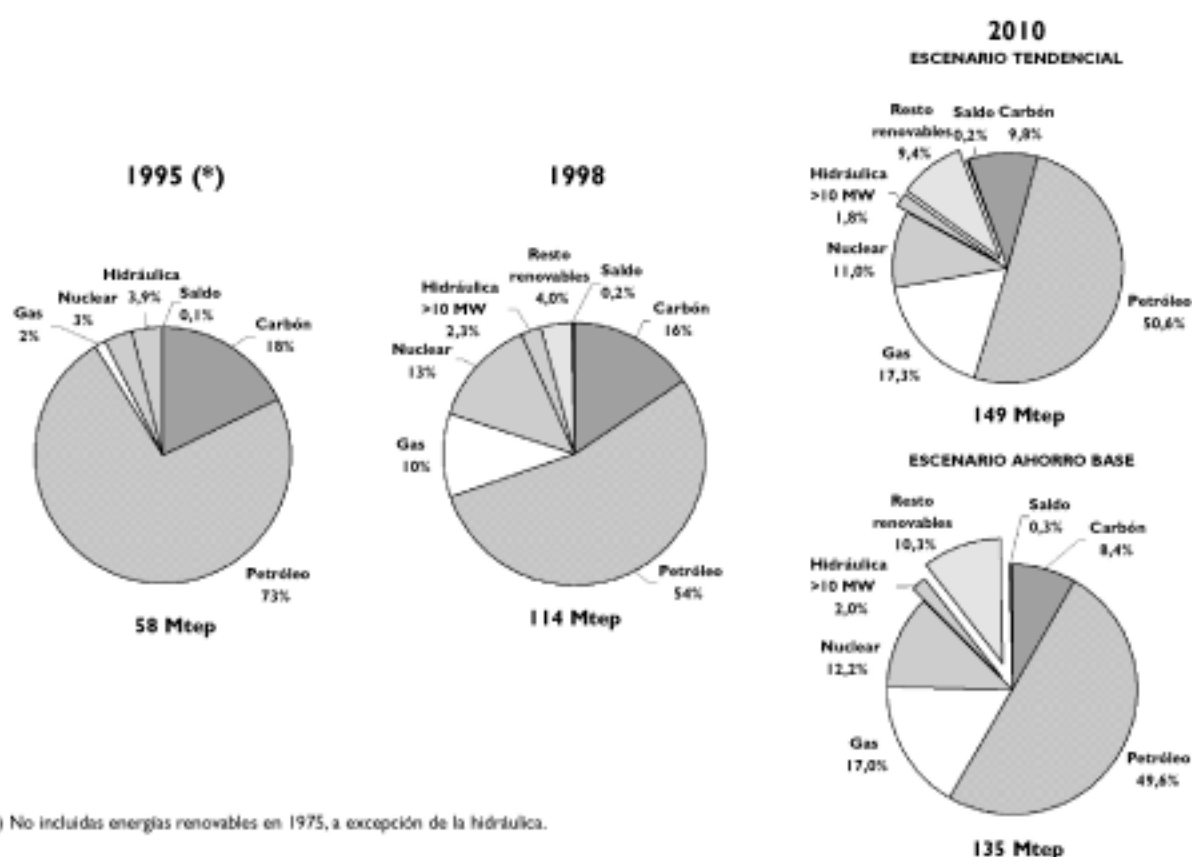 1995 (*)
Hidráulica
3,9%
Saldo
0,1%
Nuclear
3%
Gas
2%
Carbón
18%
Petróleo
73%
58 Mtep
1998
Resto
renovables
4,0%
Saldo
0,2%
Hidráulica
>10 MW
2,3%
Carbón
16%
Nuclear
13%
Gas
10%
Petróleo
54%
114 Mtep
2010
ESCENARIO TENDENCIAL
Resto
renovables
9,4%
Saldo
0,2%
Carbón
9,8%
Hidráulica
>10 MW
1,8%
Nuclear
11,0%
Petróleo
50,6%
Gas
17,3%
149 Mtep
ESCENARIO AHORRO BASE
Resto
renovables
10,3%
Saldo
0,3%
Carbón
8,4%
Hidráulica
>10 MW
2,0%
Nuclear
12,2%
Gas
17,0%
Petróleo
49,6%
135 Mtep
) No incluidas energías renovables en 1975, a excepción de la hidráulica.